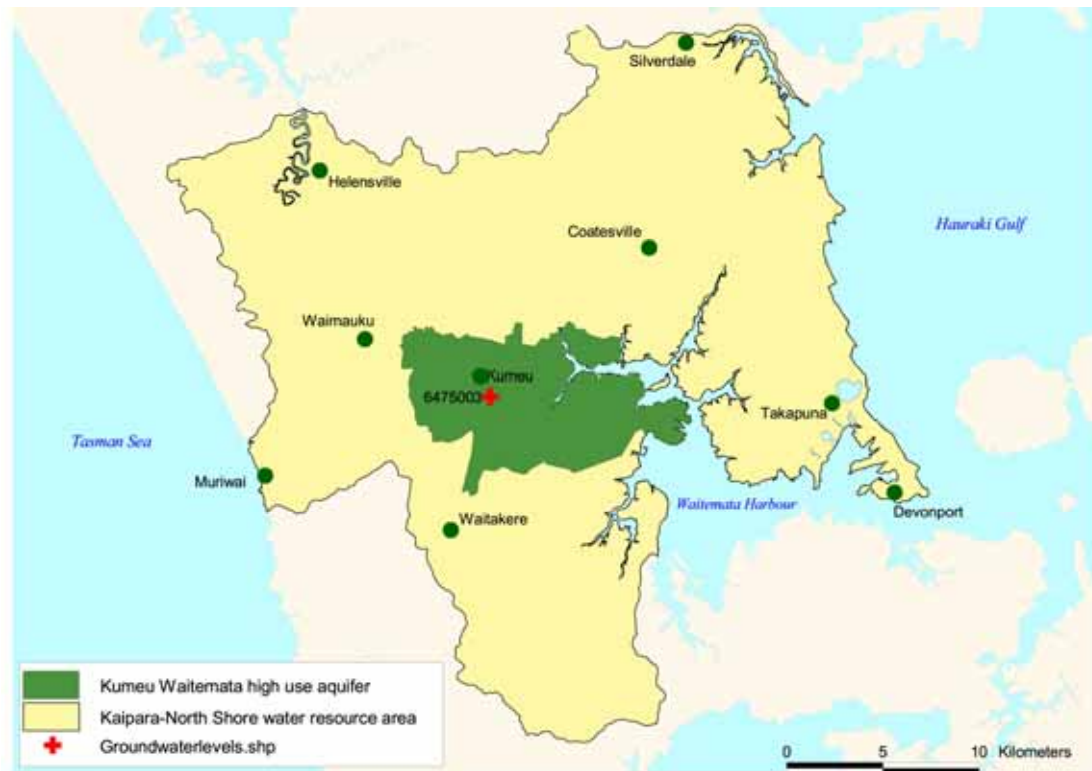 Silverdale
Helensville
Coatesville
Hauraki Gulf
Waimauku
Kumeu
6475003
Takapuna
Tasman Sea
Muriwai
Waitemata Harbour
Devonport
Waitakere
Kumeu Waitemata high use aquifer
Kaipara-North Shore water resource area
Groundwaterlevels.shp
0 5 10 Kilometers